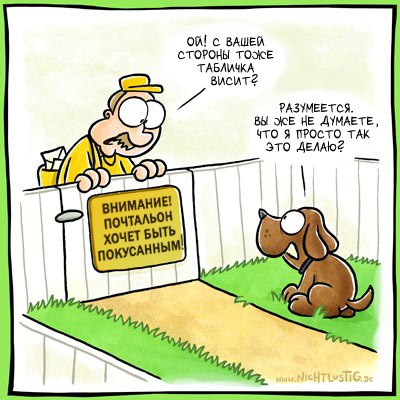 ОЙ! С ВАШЕЙ
СТОРОНЫ ТОЖЕ
ТАБЛИЧКА
ВИСИТ?
РАЗУМЕЕТСЯ.
ВЫ ЖЕ НЕ ДУМАЕТЕ,
ЧТО Я ПРОСТО ТАК
ЭТО ДЕЛАЮ?
ВНИМАНИЕ!
ПОЧТАЛЬОН
ХОЧЕТ БЫТЬ
ПОКУСАННЫМ!
WWW.NICHTLUSTIG.DE